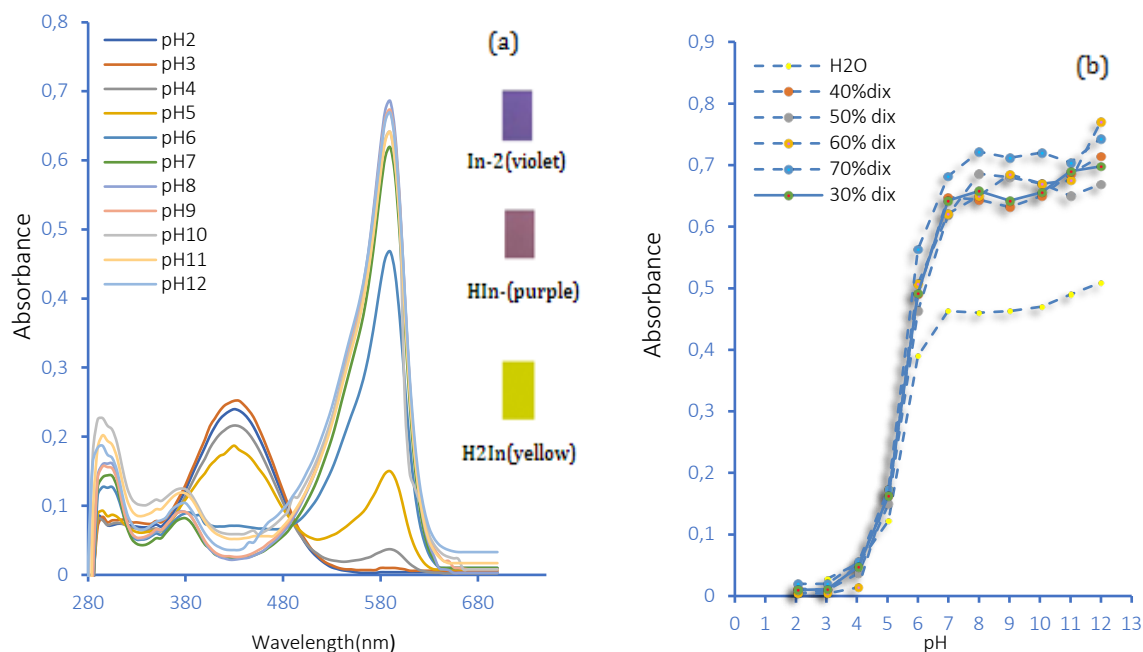 (a)
0,8
0,7
0,6
0,5
0,4
0,3
0,2
0,1
0
Absorbance
pH2
pH3
pH4
pH5
pH6
pH7
pH8
pH9
pH10
pH11
pH12
In-2(violet)
HIn-(purple)
H2In(yellow)
280 380 480 580 680
Wavelength(nm)
(b)
0,9
0,8
0,7
0,6
0,5
0,4
0,3
0,2
0,1
0
Absorbance
H2O
40%dix
50% dix
60% dix
70%dix
30% dix
0 1 2 3 4 5 6 7 8 9 10 11 12 13
pH